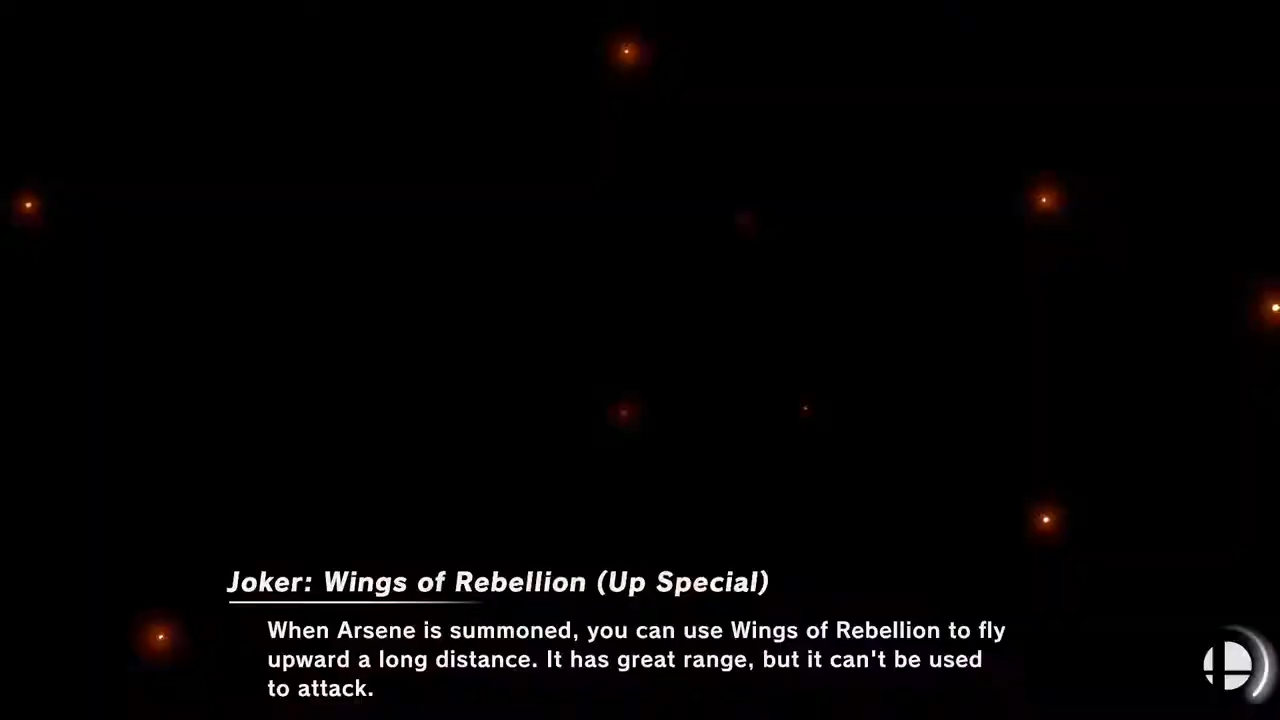 Joker: Wings of Rebellion (Up Special)
When Arsene is summoned, you can use Wings of Rebellion to fly
upward a long distance. It has great range, but it can't be used
to attack.